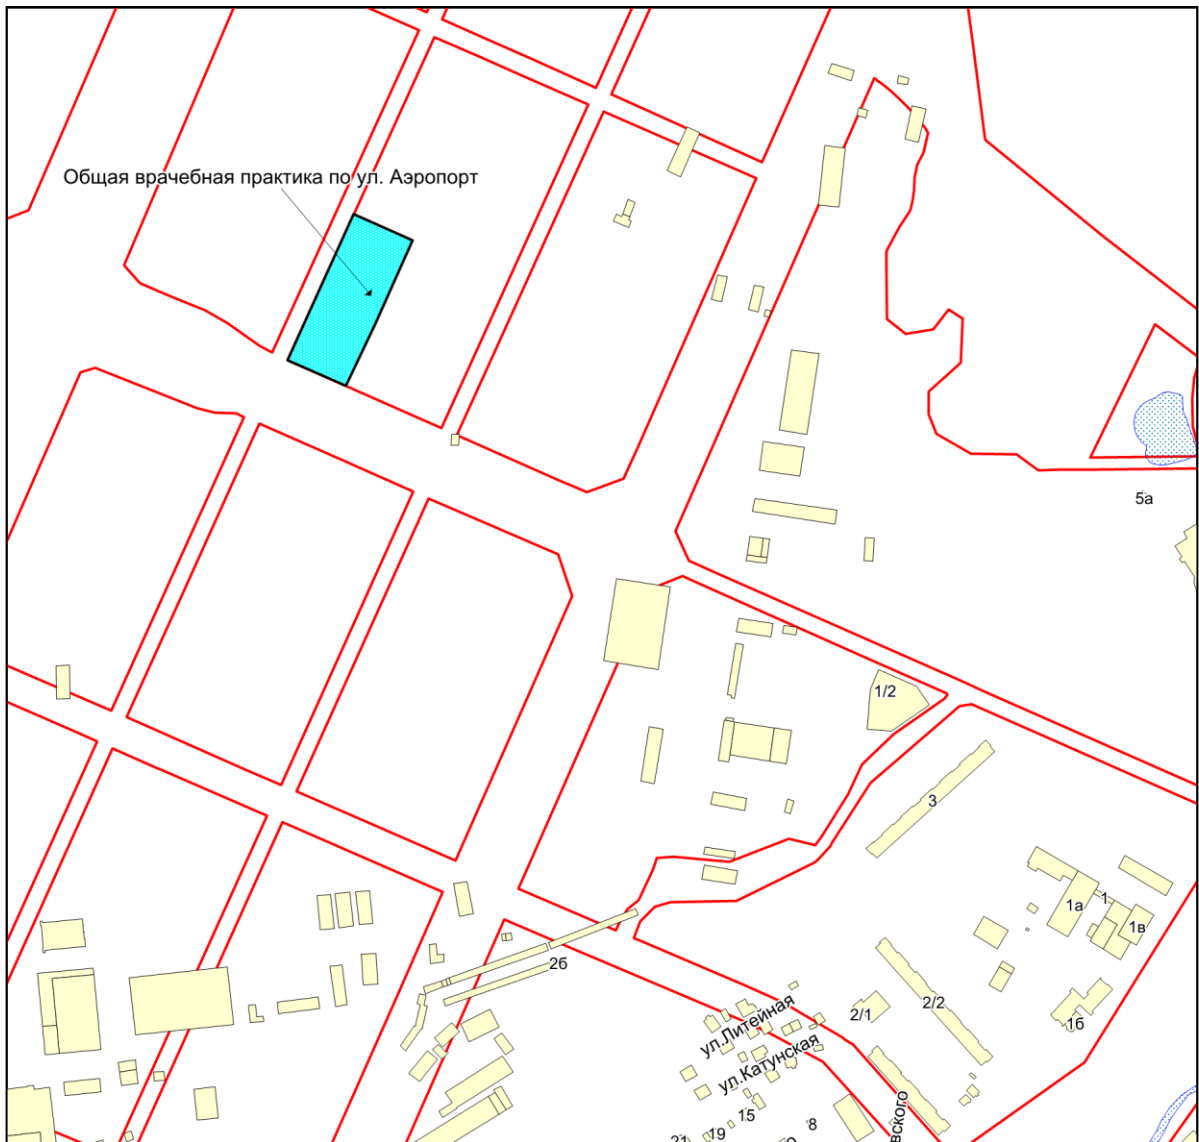 Общая врачебная практика по ул. Аэропорт
5а
1/2
3
1
1а
1в
2б
2/2
2/1
1б
ул.Литейная
ул.Катунская
15
8
19
вского